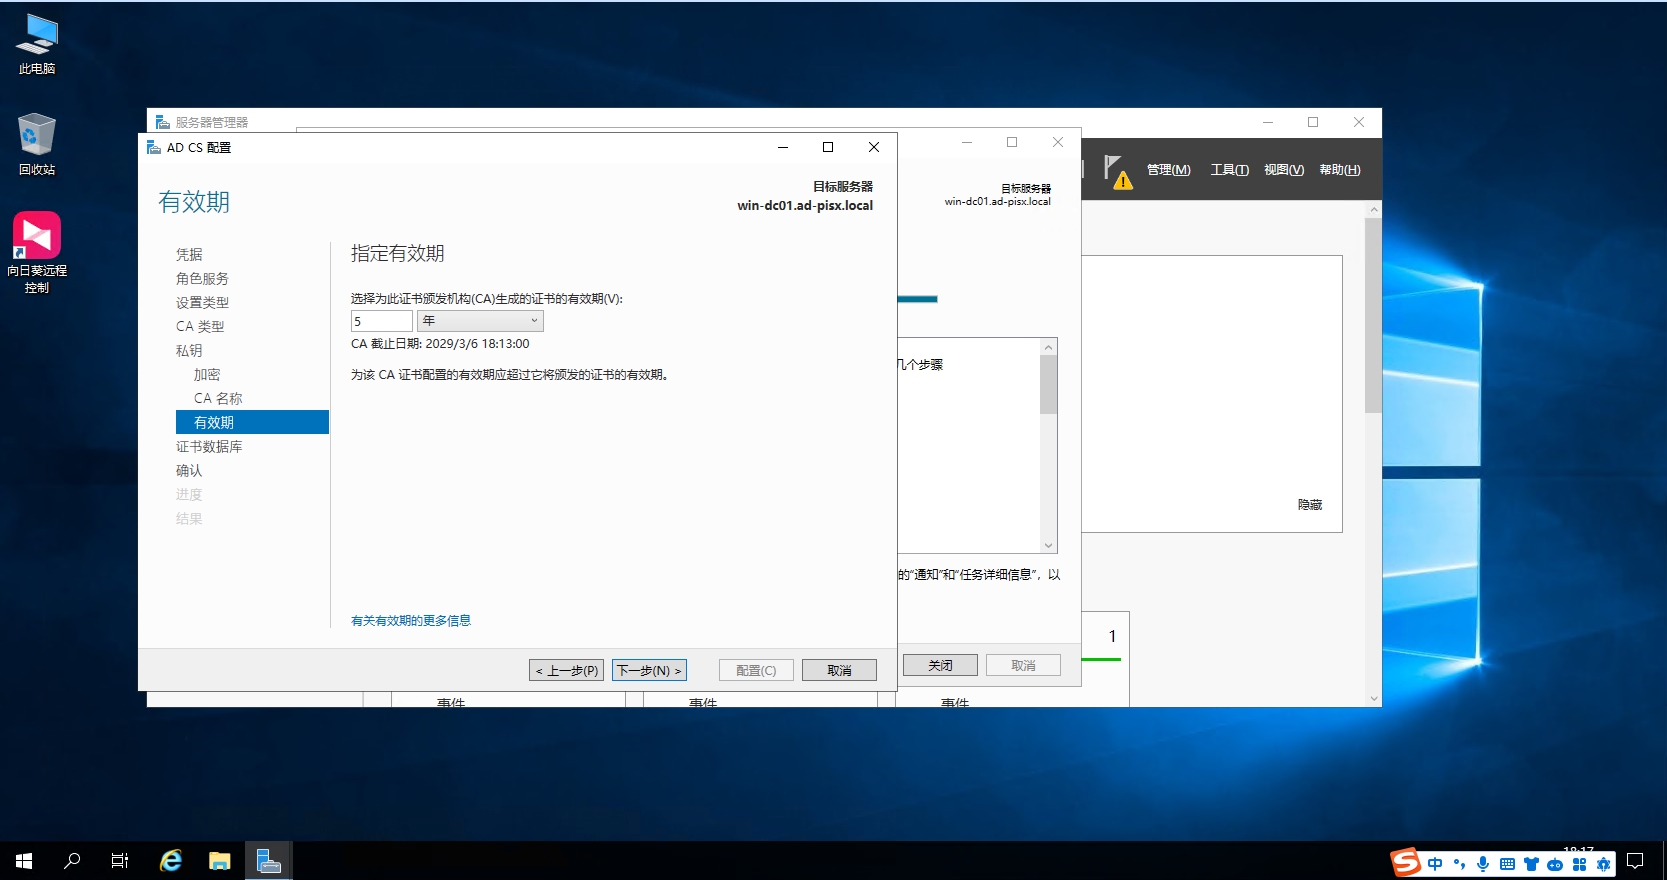 此电脑
回收站
向日葵远程
控制
服务器管理器
管理(M)
工具(T)
视图(V)
帮助(H)
AD CS 配置
有效期
目标服务器
win-dc01.ad-pisx.local
目标服务器
win-dc01.ad-pisx.local
凭据
角色服务
设置类型
CA 类型
私钥
加密
CA 名称
有效期
证书数据库
确认
进度
结果
指定有效期
选择为此证书颁发机构(CA)生成的证书的有效期(V):
5
年
CA 截止日期: 2029/3/6 18:13:00
为该 CA 证书配置的有效期应超过它将颁发的证书的有效期。
有关有效期的更多信息
< 上一步(P)
下一步(N) >
配置(C)
取消
几个步骤
的“通知”和“任务详细信息”，以
关闭
取消
隐藏
1
事件
事件
事件
中
18:17